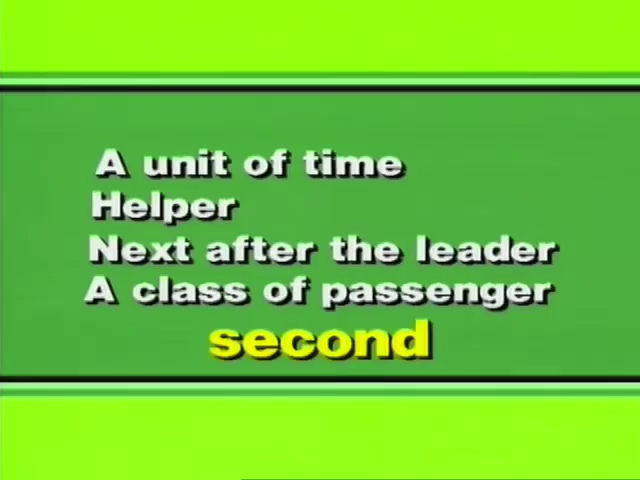 A unit of time
Helper
Next after the leader
A class of passenger
second